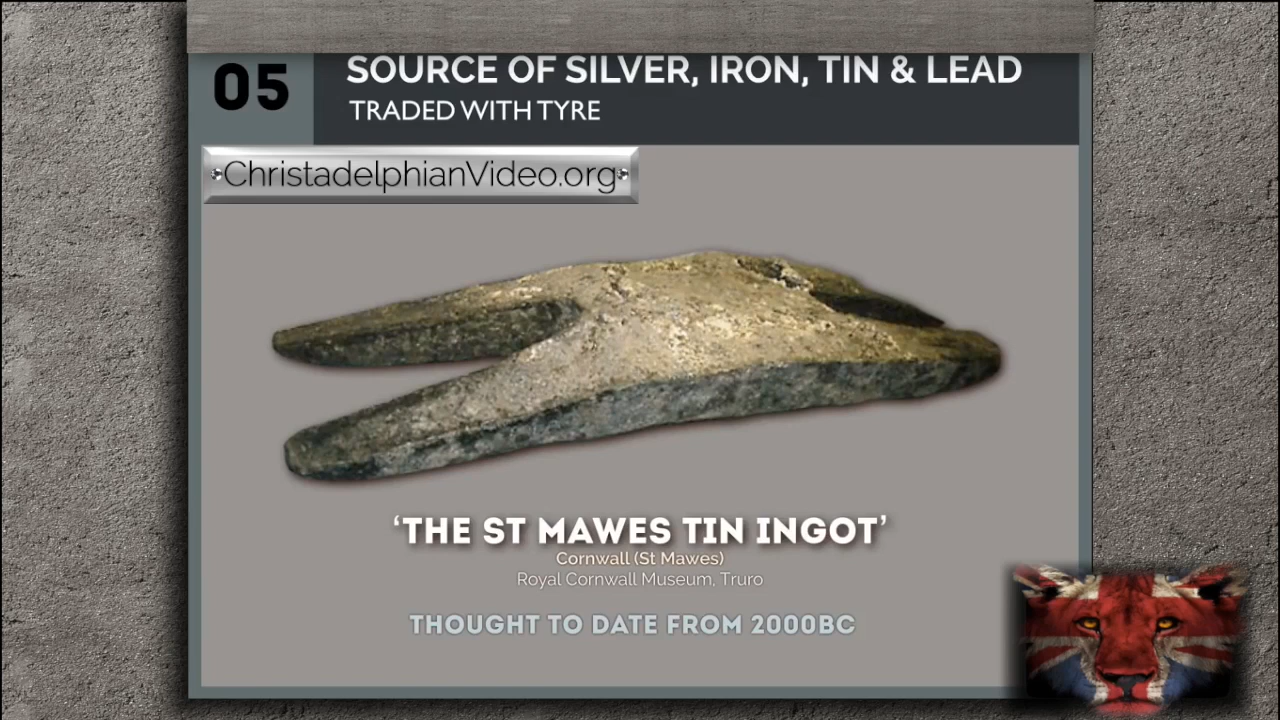 05
SOURCE OF SILVER, IRON, TIN & LEAD
TRADED WITH TYRE
ChristadelphianVideo.org
‘THE ST MAWES TIN INGOT’
Cornwall (St Mawes)
Royal Cornwall Museum, Truro
THOUGHT TO DATE FROM 2000BC